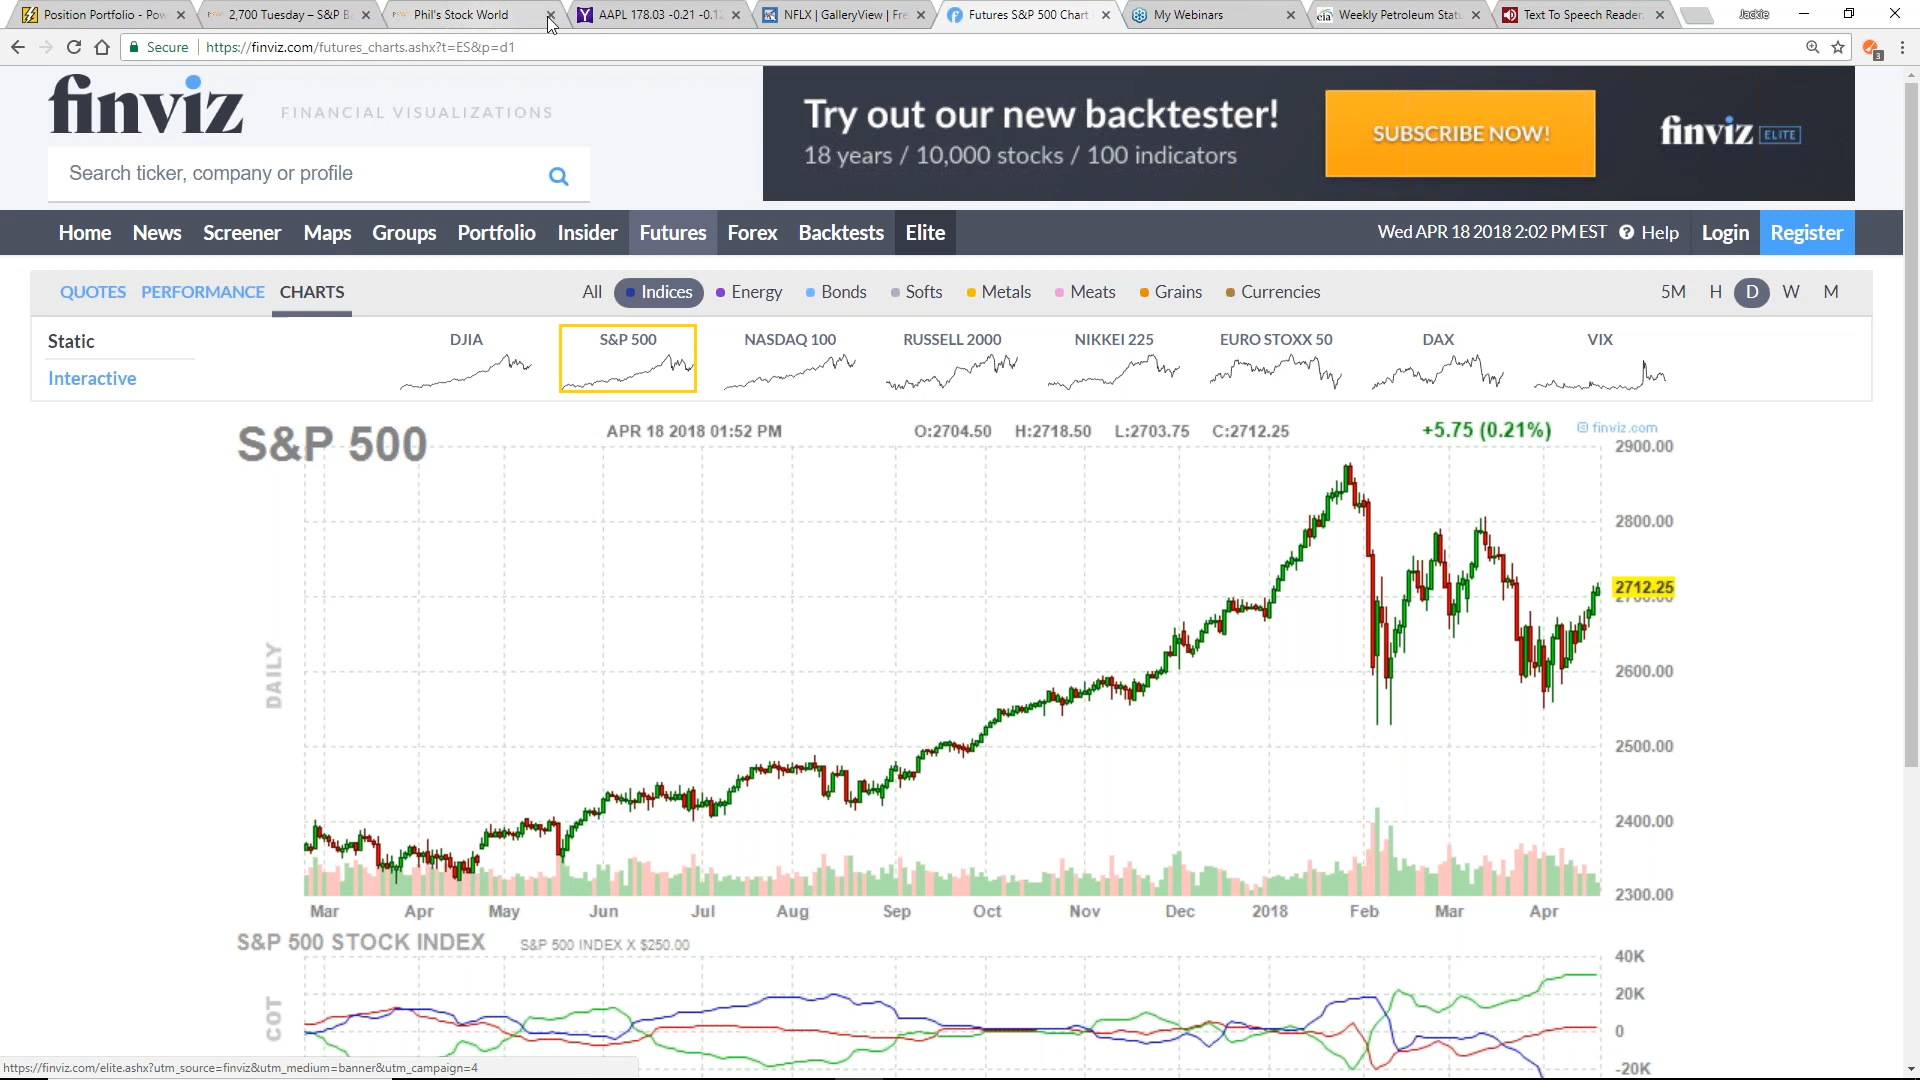 Position Portfolio - Pow
2,700 Tuesday – S&P B
Phil's Stock World
AAPL 178.03 -0.21 -0.12
NFLX | GalleryView | Fre
Futures S&P 500 Chart
My Webinars
Weekly Petroleum Statu
Text To Speech Reader
Jackie
Secure
https://finviz.com/futures_charts.ashx?t=ES&p=d1
3
finviz FINANCIAL VISUALIZATIONS
Search ticker, company or profile
Try out our new backtester!
18 years / 10,000 stocks / 100 indicators
SUBSCRIBE NOW!
finviz ELITE
Home News Screener Maps Groups Portfolio Insider Futures Forex Backtests Elite
Wed APR 18 2018 2:02 PM EST ? Help Login Register
QUOTES PERFORMANCE CHARTS
All Indices Energy Bonds Softs Metals Meats Grains Currencies
5M H D W M
Static
Interactive
DJIA S&P 500 NASDAQ 100 RUSSELL 2000 NIKKEI 225 EURO STOXX 50 DAX VIX
S&P 500
APR 18 2018 01:52 PM
O:2704.50 H:2718.50 L:2703.75 C:2712.25
+5.75 (0.21%)
© finviz.com
2900.00
2800.00
2712.25
2700.00
2600.00
2500.00
2400.00
2300.00
DAILY
Mar Apr May Jun Jul Aug Sep Oct Nov Dec 2018 Feb Mar Apr
S&P 500 STOCK INDEX S&P 500 INDEX X $250.00
COT
40K
20K
0
-20K
https://finviz.com/elite.ashx?utm_source=finviz&utm_medium=banner&utm_campaign=4